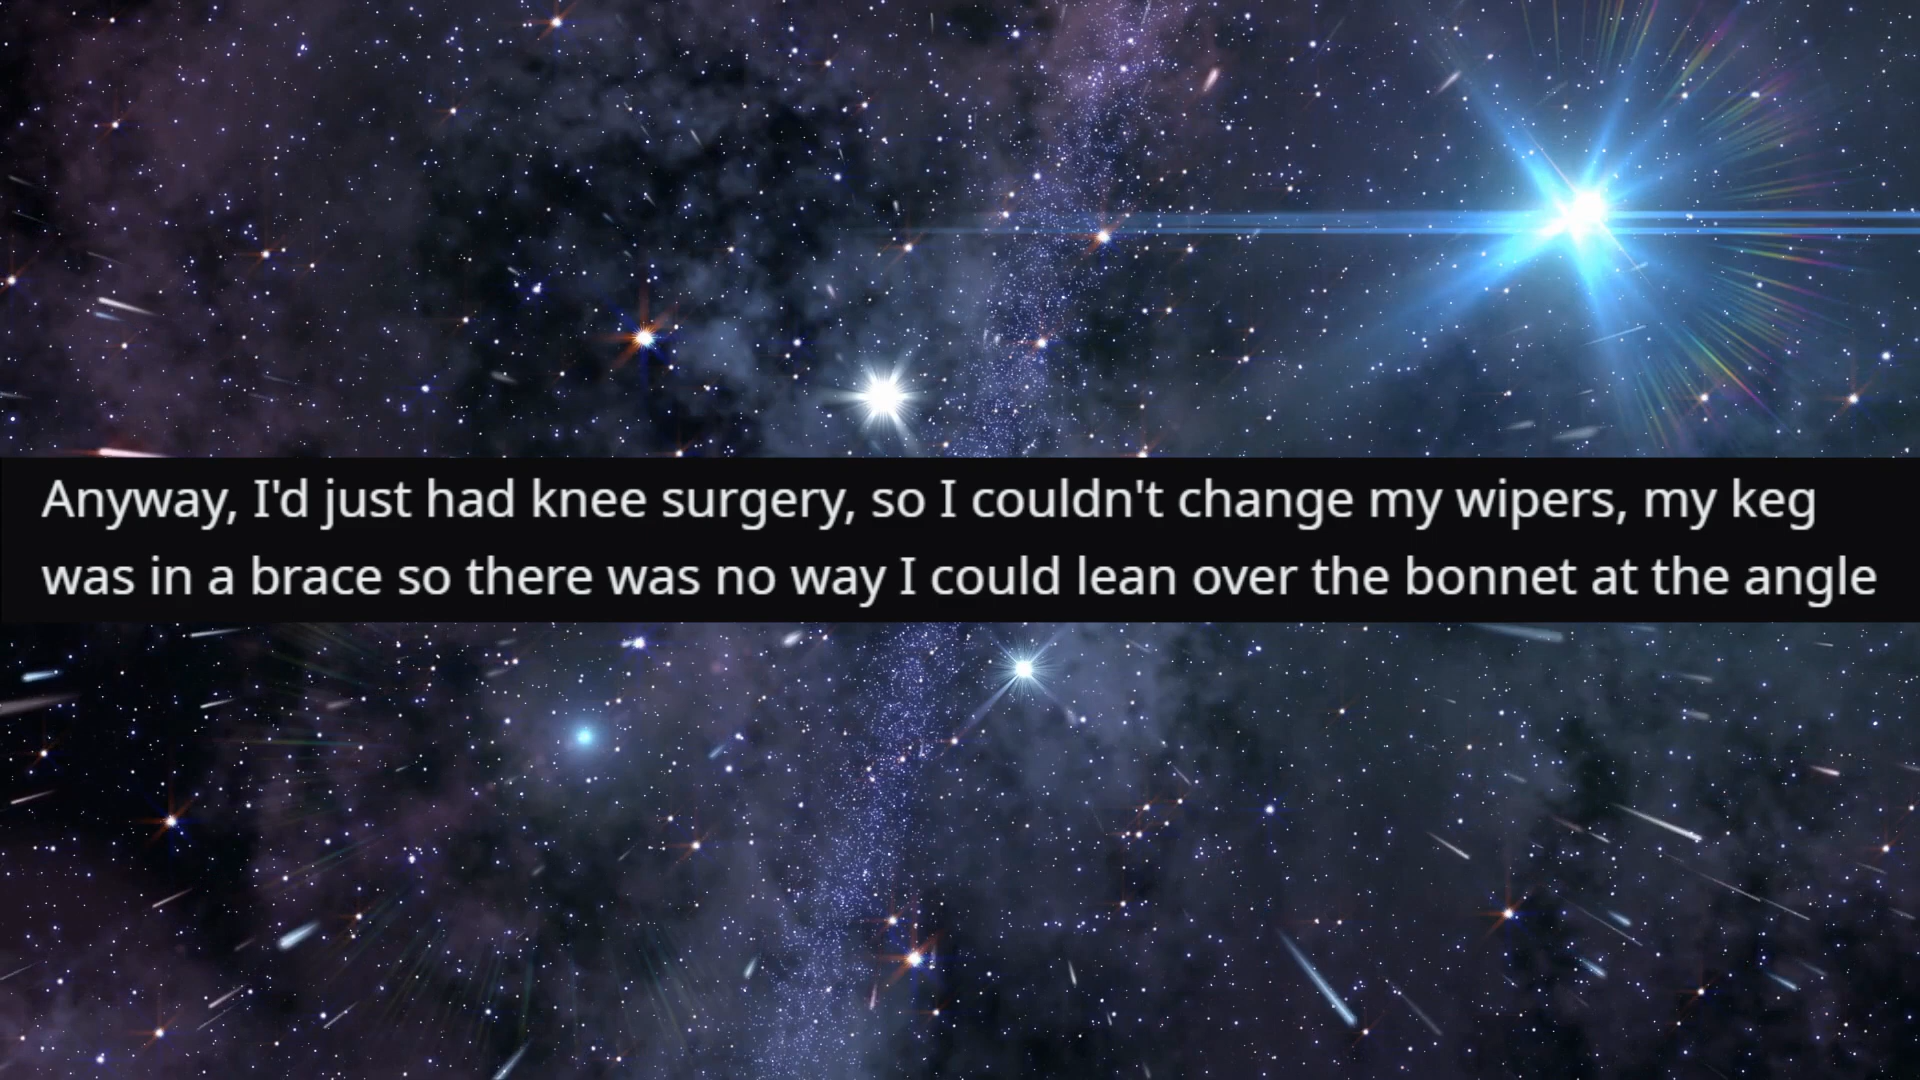 Anyway, I'd just had knee surgery, so I couldn't change my wipers, my keg
was in a brace so there was no way I could lean over the bonnet at the angle